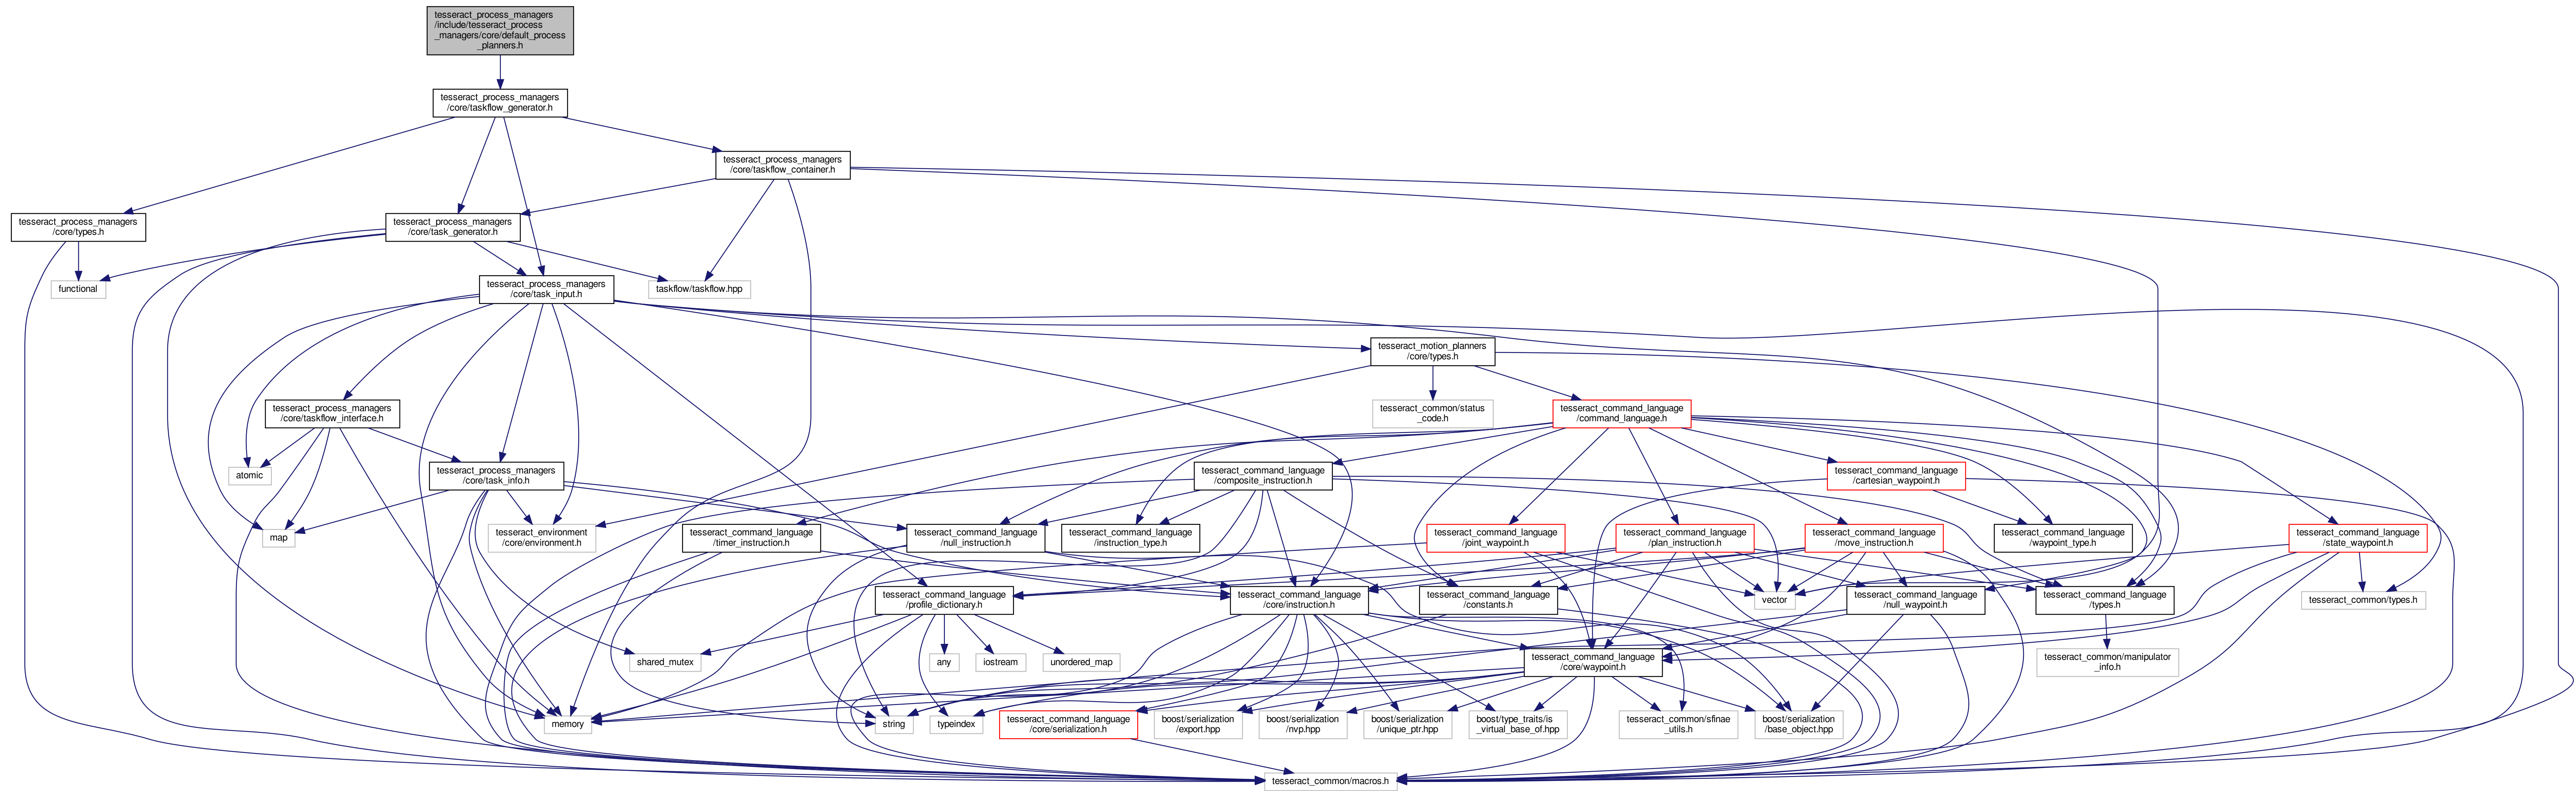 tesseract_process_managers
/include/tesseract_process
_managers/core/default_process
_planners.h
tesseract_process_managers
/core/taskflow_generator.h
tesseract_process_managers
/core/taskflow_container.h
tesseract_process_managers
/core/types.h
tesseract_process_managers
/core/task_generator.h
functional
tesseract_process_managers
/core/task_input.h
taskflow/taskflow.hpp
tesseract_motion_planners
/core/types.h
tesseract_process_managers
/core/taskflow_interface.h
tesseract_common/status
_code.h
tesseract_command_language
/command_language.h
atomic
tesseract_process_managers
/core/task_info.h
tesseract_command_language
/composite_instruction.h
tesseract_command_language
/cartesian_waypoint.h
map
tesseract_environment
/core/environment.h
tesseract_command_language
/timer_instruction.h
tesseract_command_language
/null_instruction.h
tesseract_command_language
/instruction_type.h
tesseract_command_language
/joint_waypoint.h
tesseract_command_language
/plan_instruction.h
tesseract_command_language
/move_instruction.h
tesseract_command_language
/waypoint_type.h
tesseract_command_language
/state_waypoint.h
tesseract_command_language
/profile_dictionary.h
tesseract_command_language
/core/instruction.h
tesseract_command_language
/constants.h
vector
tesseract_command_language
/null_waypoint.h
tesseract_command_language
/types.h
tesseract_common/types.h
shared_mutex
any
iostream
unordered_map
tesseract_command_language
/core/waypoint.h
tesseract_common/manipulator
_info.h
memory
string
typeindex
tesseract_command_language
/core/serialization.h
boost/serialization
/export.hpp
boost/serialization
/nvp.hpp
boost/serialization
/unique_ptr.hpp
boost/type_traits/is
_virtual_base_of.hpp
tesseract_common/sfinae
_utils.h
boost/serialization
/base_object.hpp
tesseract_common/macros.h